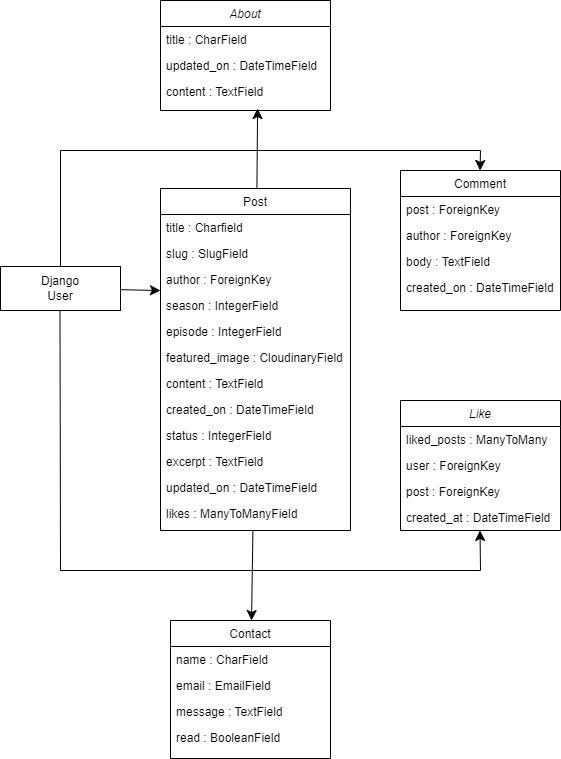 About
title : CharField
updated_on : DateTimeField
content : TextField
Post
title : Charfield
slug : SlugField
author : ForeignKey
season : IntegerField
episode : IntegerField
featured_image : CloudinaryField
content : TextField
created_on : DateTimeField
status : IntegerField
excerpt : TextField
updated_on : DateTimeField
likes : ManyToManyField
Comment
post : ForeignKey
author : ForeignKey
body : TextField
created_on : DateTimeField
Django
User
Like
liked_posts : ManyToMany
user : ForeignKey
post : ForeignKey
created_at : DateTimeField
Contact
name : CharField
email : EmailField
message : TextField
read : BooleanField